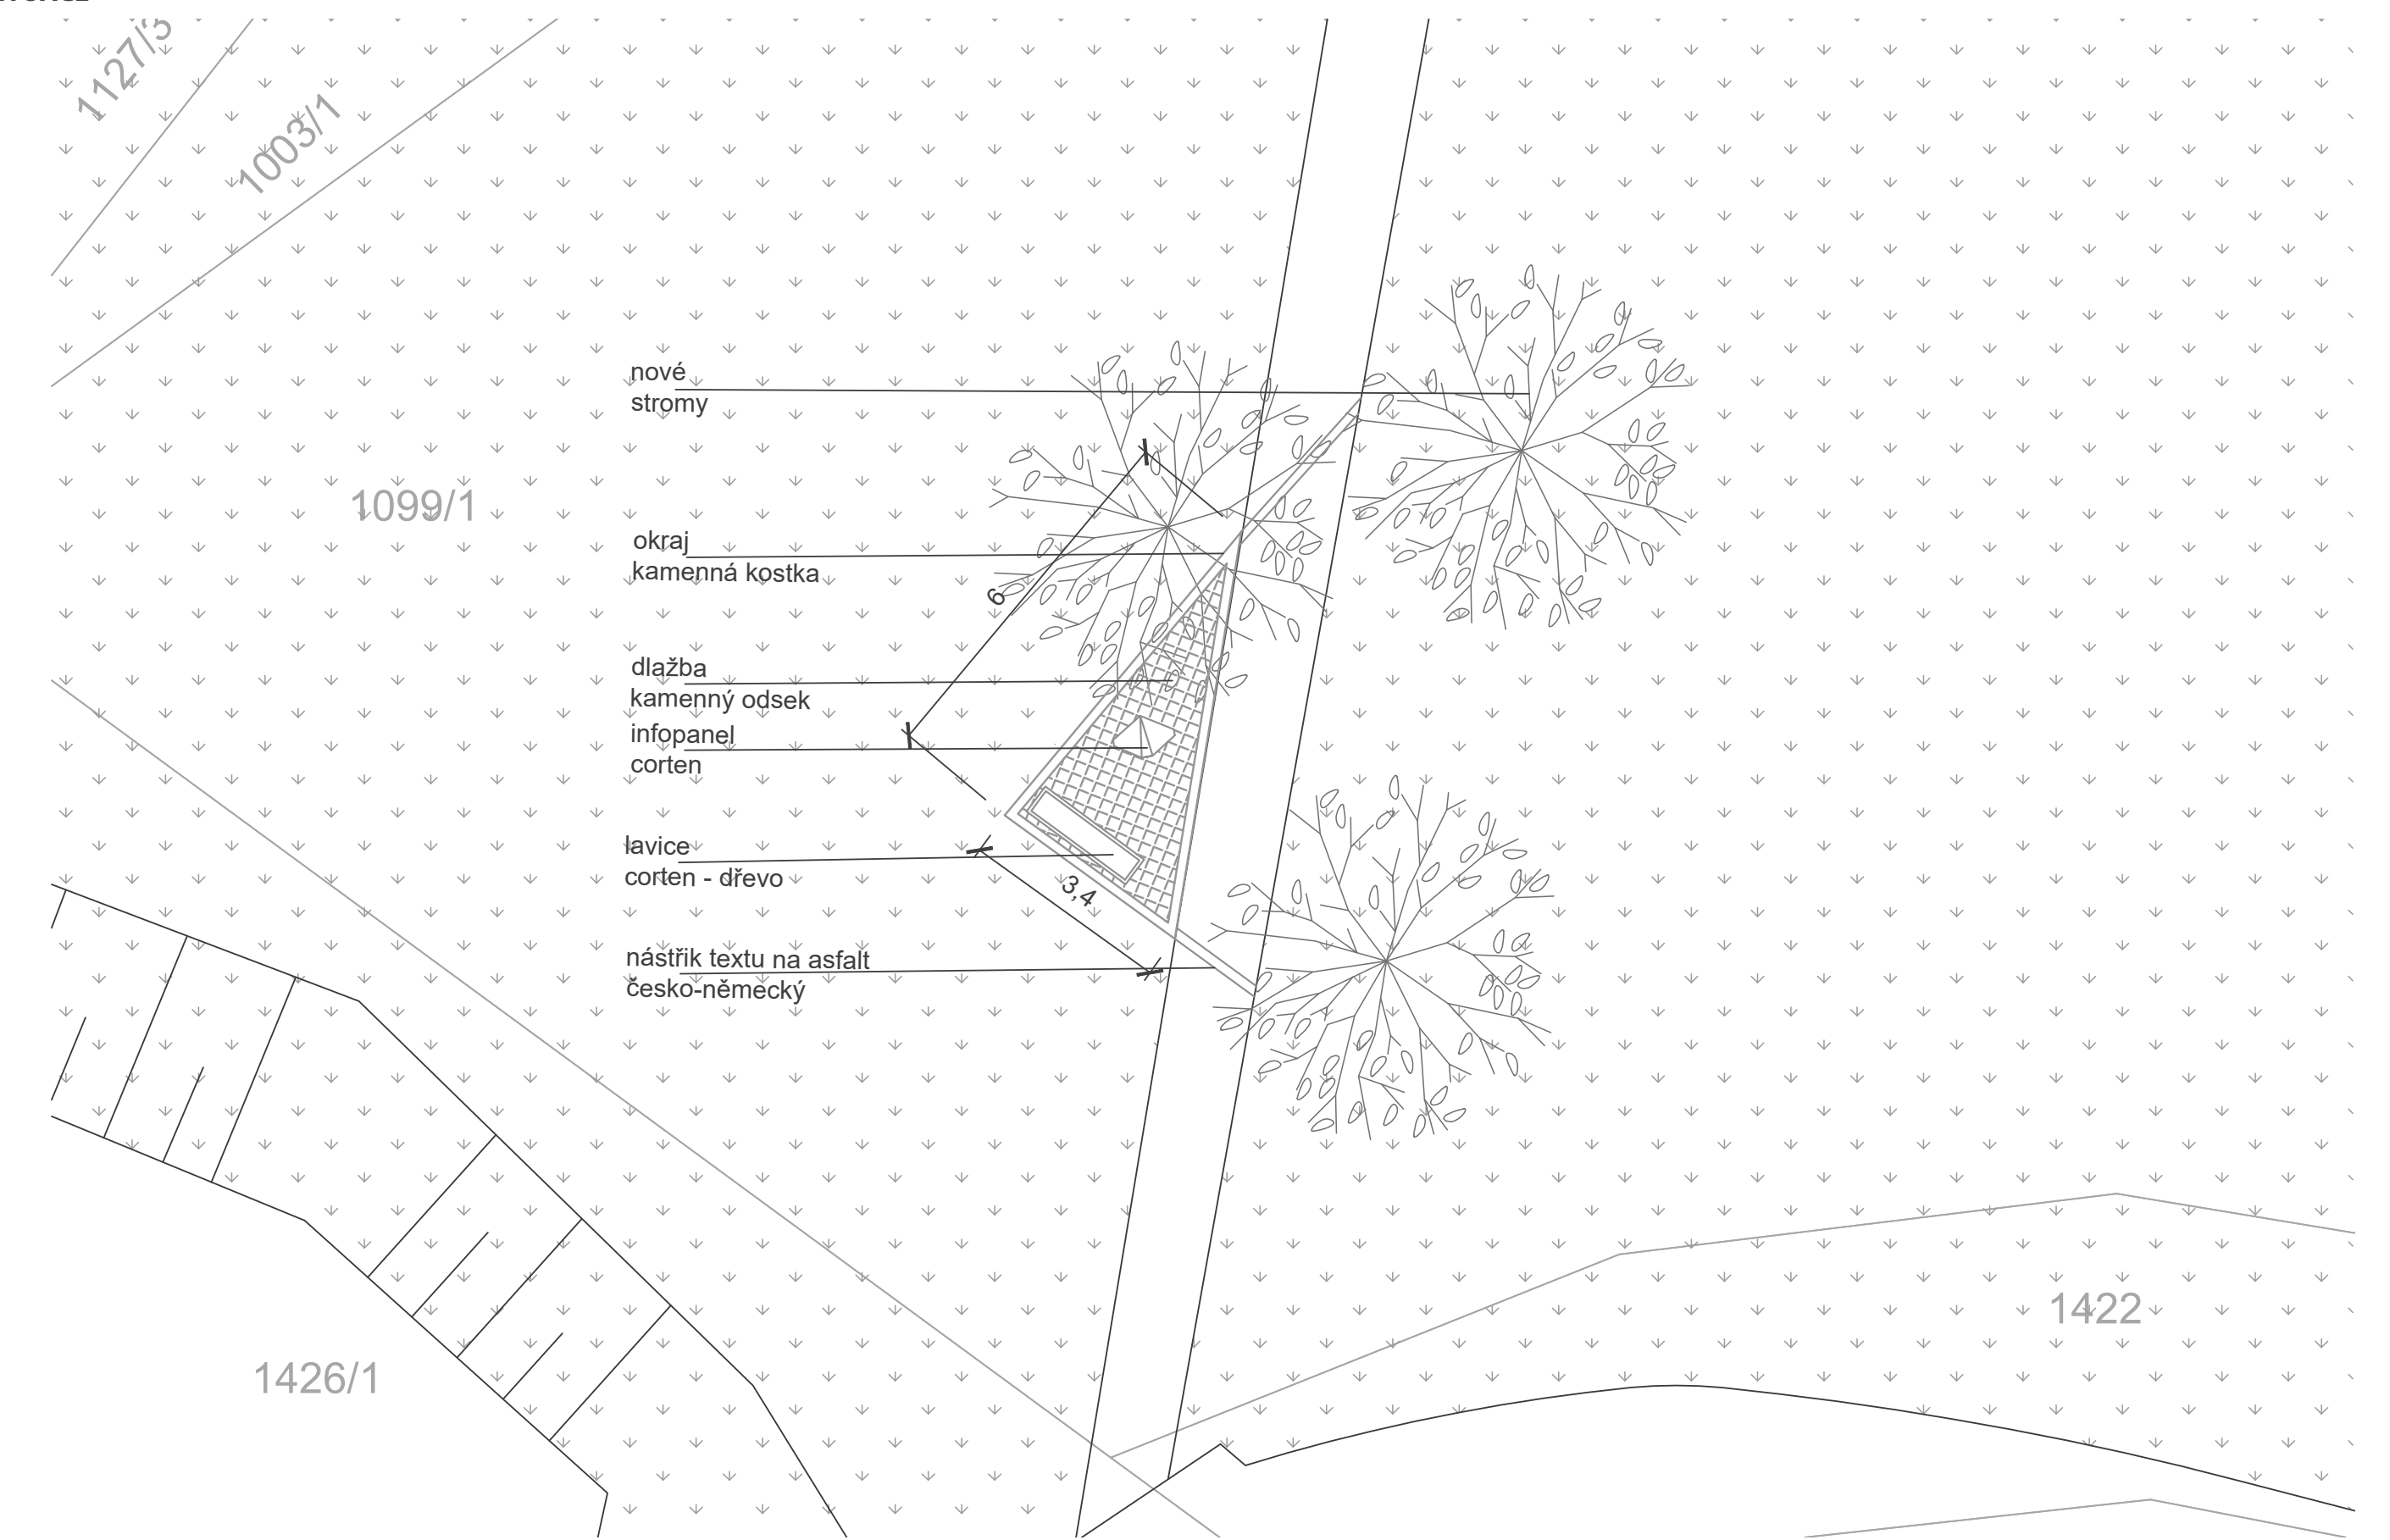 1127/3
1003/1
nové
stromy
1099/1
okraj
kamenná kostka
6
dlažba
kamenný odsek
infopanel
corten
lavice
corten - dřevo
3,4
nástřik textu na asfalt
česko-německý
1422
1426/1